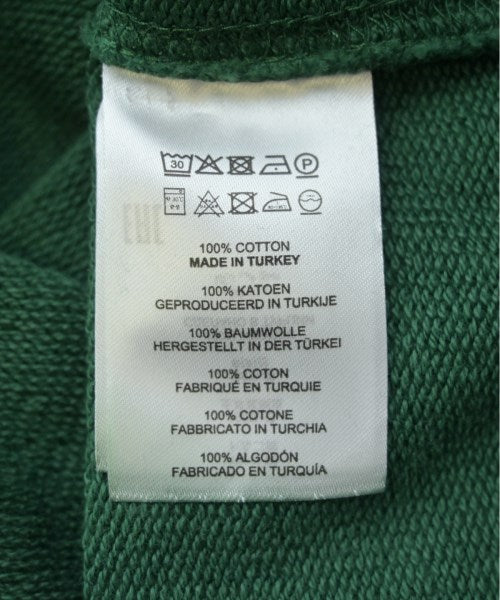 30
P
100% COTTON
MADE IN TURKEY
100% KATOEN
GEPRODUCEERD IN TURKIJE
100% BAUMWOLLE
HERGESTELLT IN DER TÜRKEI
100% COTON
FABRIQUÉ EN TURQUIE
100% COTONE
FABBRICATO IN TURCHIA
100% ALGODÓN
FABRICADO EN TURQUÍA